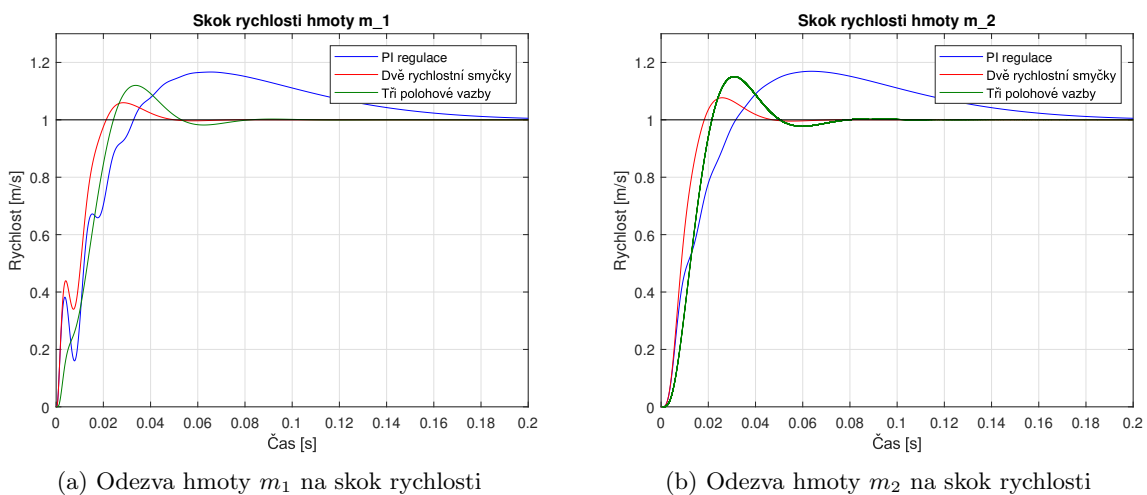 Skok rychlosti hmoty m_1
PI regulace
Dvě rychlostní smyčky
Tři polohové vazby
Rychlost [m/s]
1.2
1
0.8
0.6
0.4
0.2
0
0 0.02 0.04 0.06 0.08 0.1 0.12 0.14 0.16 0.18 0.2
Čas [s]
(a) Odezva hmoty m₁ na skok rychlosti
Skok rychlosti hmoty m_2
PI regulace
Dvě rychlostní smyčky
Tři polohové vazby
Rychlost [m/s]
1.2
1
0.8
0.6
0.4
0.2
0
0 0.02 0.04 0.06 0.08 0.1 0.12 0.14 0.16 0.18 0.2
Čas [s]
(b) Odezva hmoty m₂ na skok rychlosti